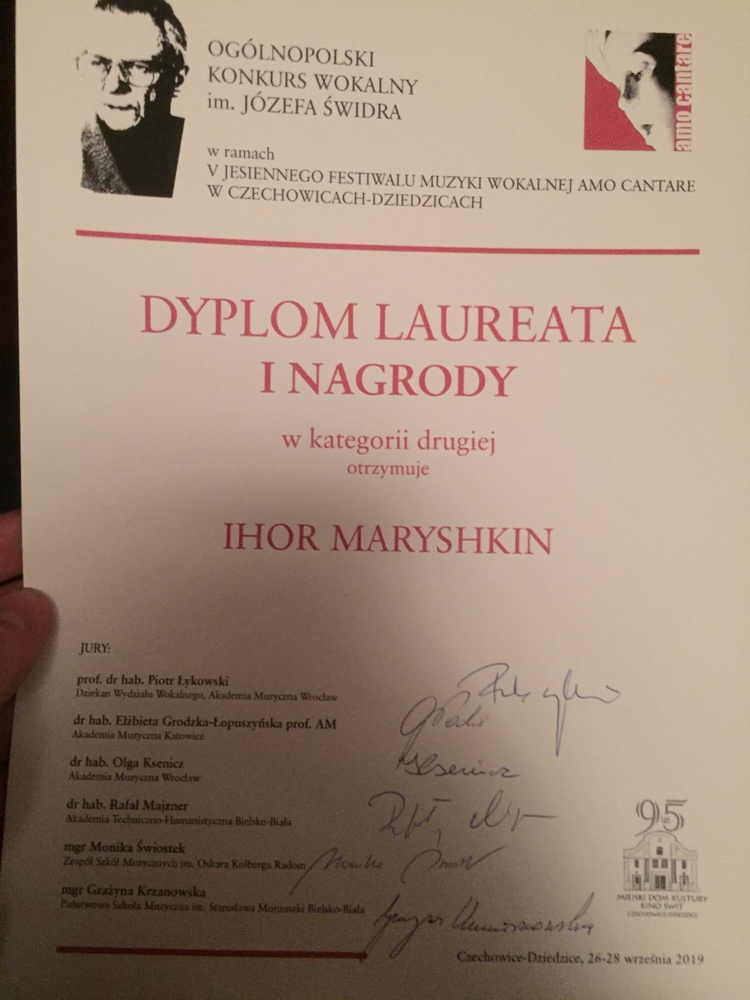 OGÓLNOPOLSKI
KONKURS WOKALNY
im. JÓZEFA ŚWIDRA
amo cantare
w ramach
V JESIENNEGO FESTIWALU MUZYKI WOKALNEJ AMO CANTARE
W CZECHOWICACH-DZIEDZICACH
DYPLOM LAUREATA
I NAGRODY
w kategorii drugiej
otrzymuje
IHOR MARYSHKIN
JURY:
prof. dr hab. Piotr Łykowski
Dziekan Wydziału Wokalnego, Akademia Muzyczna Wrocław
dr hab. Elżbieta Grodzka-Łopuszyńska prof. AM
Akademia Muzyczna Katowice
dr hab. Olga Ksenicz
Akademia Muzyczna Wrocław
dr hab. Rafał Majzner
Akademia Techniczno-Humanistyczna Bielsko-Biała
mgr Monika Świostek
Zespół Szkół Muzycznych im. Oskara Kolberga Radom
mgr Grażyna Krzanowska
Państwowa Szkoła Muzyczna im. Stanisława Moniuszki Bielsko-Biała
95
MIEJSKI DOM KULTURY
KINO ŚWIT
CZECHOWICE-DZIEDZICE
Czechowice-Dziedzice, 26-28 września 2019